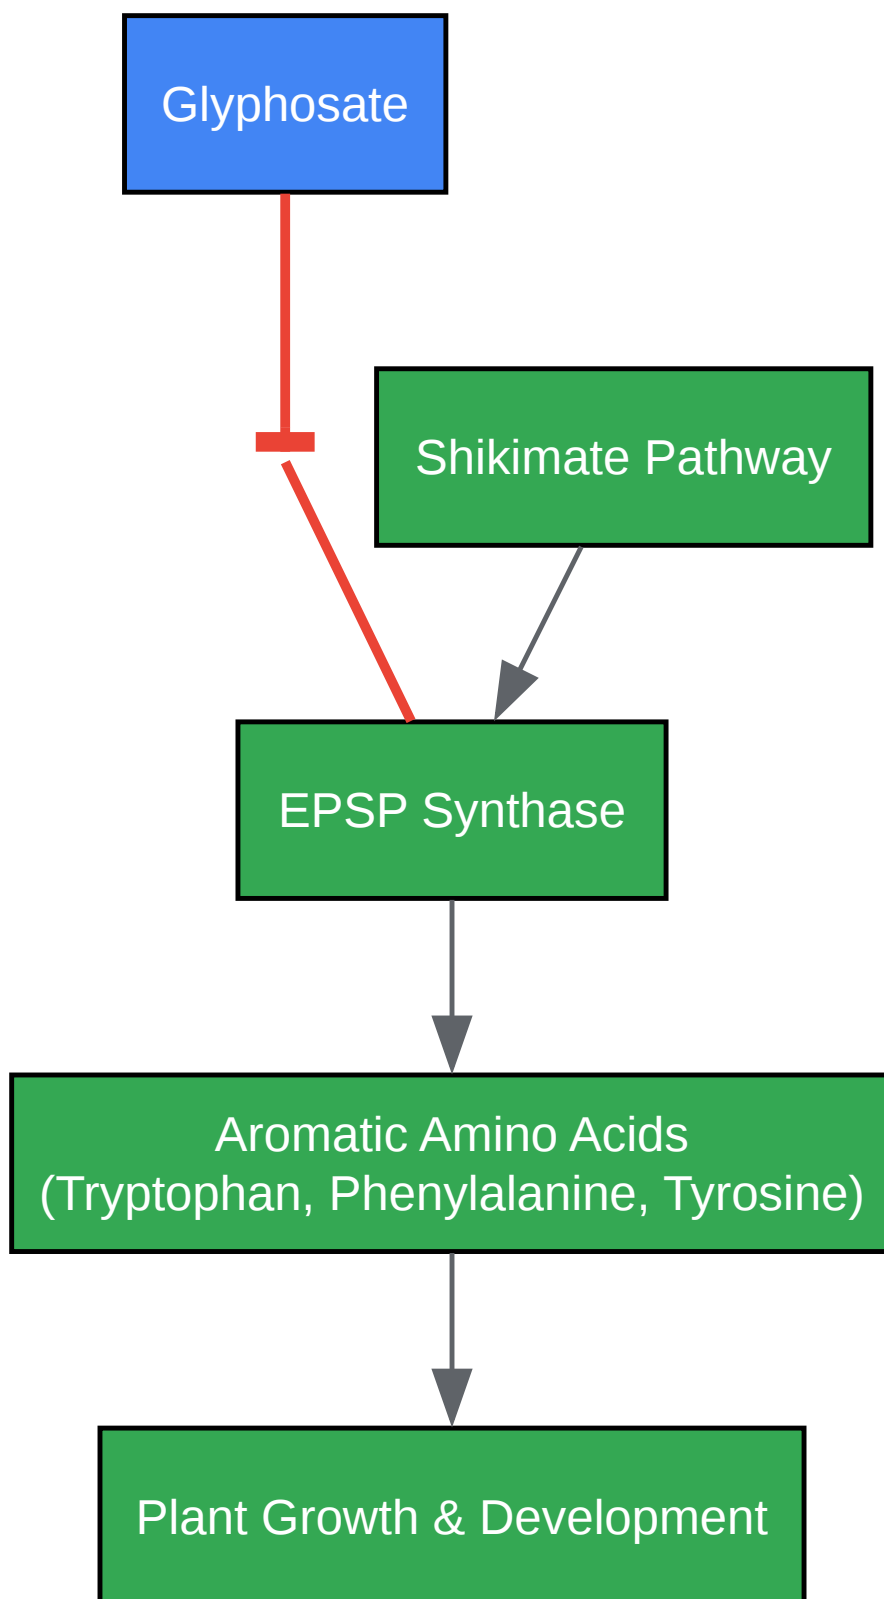 Glyphosate
Shikimate Pathway
EPSP Synthase
Aromatic Amino Acids
(Tryptophan, Phenylalanine, Tyrosine)
Plant Growth & Development